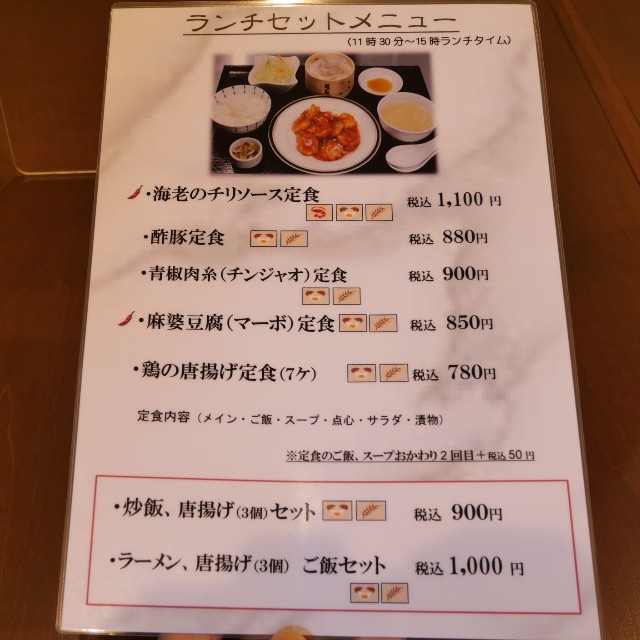 ランチセットメニュー
(11時30分～15時ランチタイム)
・海老のチリソース定食 税込 1,100 円
・酢豚定食 税込 880円
・青椒肉糸(チンジャオ)定食 税込 900円
・麻婆豆腐(マーボ)定食 税込 850円
・鶏の唐揚げ定食(7ケ) 税込 780円
定食内容（メイン・ご飯・スープ・点心・サラダ・漬物）
※定食のご飯、スープおかわり2回目＋税込50円
・炒飯、唐揚げ(3個)セット 税込 900円
・ラーメン、唐揚げ(3個) ご飯セット 税込 1,000 円